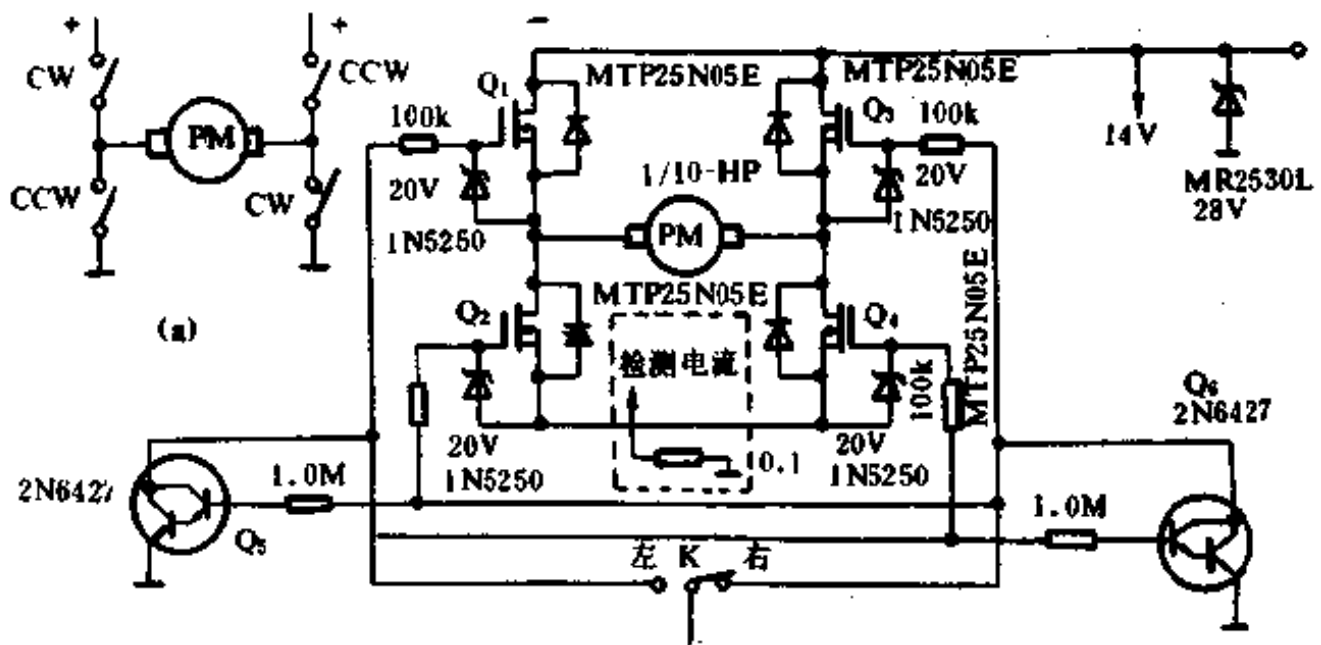 +
+
−
CW
CCW
PM
CCW
CW
(a)
Q1
MTP25N05E
MTP25N05E
Q3
100k
100k
20V
1N5250
1/10-HP
PM
20V
1N5250
14V
MR2530L
28V
Q2
MTP25N05E
Q4
MTP25N05E
检测电流
100k
20V
1N5250
0.1
20V
1N5250
Q6
2N6427
2N6427
Q5
1.0M
1.0M
左 K 右